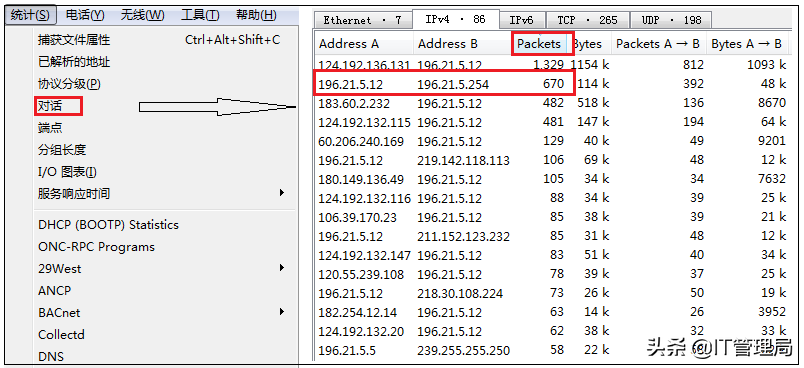 统计(S) 电话(Y) 无线(W) 工具(T) 帮助(H)
捕获文件属性 Ctrl+Alt+Shift+C
已解析的地址
协议分级(P)
对话
端点
分组长度
I/O 图表(I)
服务响应时间
DHCP (BOOTP) Statistics
ONC-RPC Programs
29West
ANCP
BACnet
Collectd
DNS
Ethernet · 7 IPv4 · 86 IPv6 TCP · 265 UDP · 198
Address A Address B Packets Bytes Packets A → B Bytes A → B
124.192.136.131 196.21.5.12 1,329 1154 k 812 1093 k
196.21.5.12 196.21.5.254 670 114 k 392 48 k
183.60.2.232 196.21.5.12 482 518 k 136 8670
124.192.132.115 196.21.5.12 481 147 k 194 64 k
60.206.240.169 196.21.5.12 129 40 k 49 9201
196.21.5.12 219.142.118.113 106 69 k 48 12 k
180.149.136.49 196.21.5.12 105 34 k 34 7632
124.192.132.116 196.21.5.12 88 34 k 39 25 k
106.39.170.23 196.21.5.12 85 38 k 39 21 k
196.21.5.12 211.152.123.232 85 31 k 48 12 k
124.192.132.147 196.21.5.12 83 51 k 40 34 k
120.55.239.108 196.21.5.12 78 39 k 37 25 k
196.21.5.12 218.30.108.224 73 26 k 50 19 k
182.254.12.14 196.21.5.12 63 14 k 26 3952
124.192.132.20 196.21.5.12 62 38 k 32 33 k
196.21.5.5 239.255.255.250 58 22 k
头条 @IT管理局